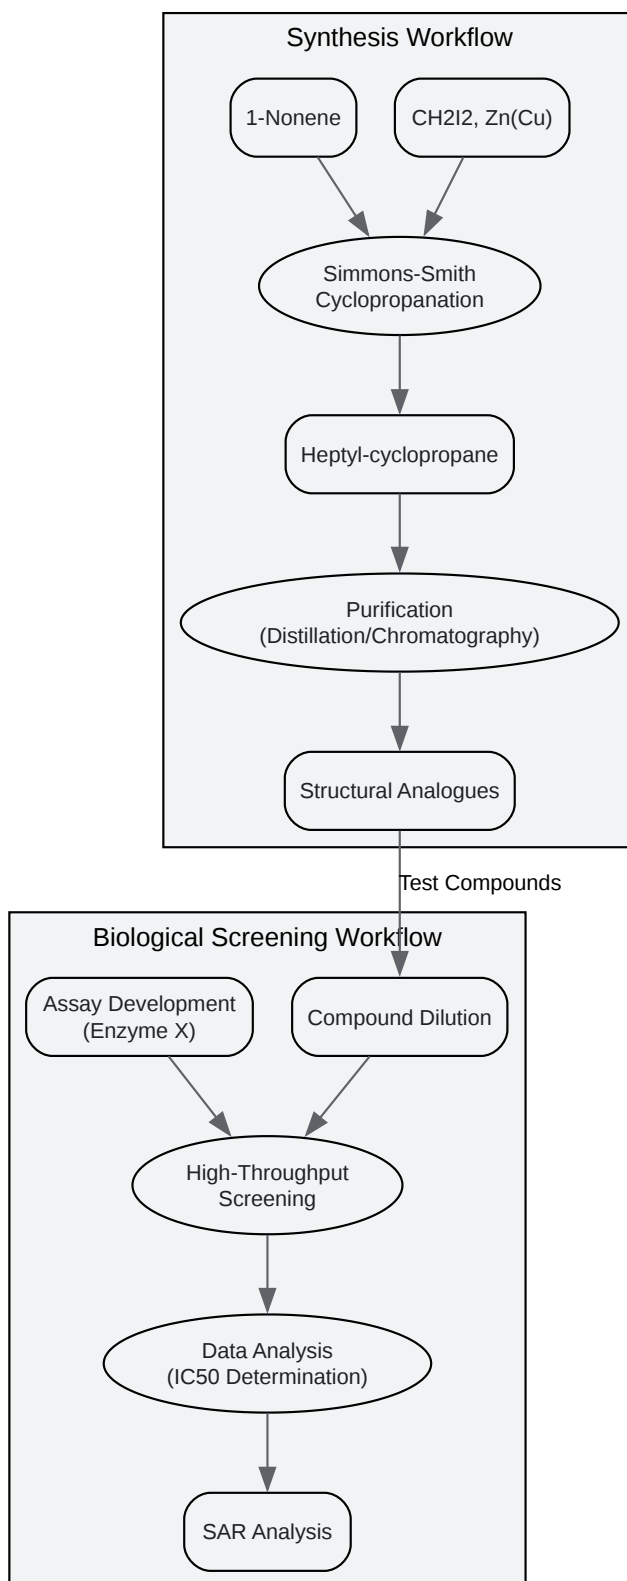 Synthesis Workflow
1-Nonene
CH2I2, Zn(Cu)
Simmons-Smith
Cyclopropanation
Heptyl-cyclopropane
Purification
(Distillation/Chromatography)
Structural Analogues
Test Compounds
Biological Screening Workflow
Assay Development
(Enzyme X)
Compound Dilution
High-Throughput
Screening
Data Analysis
(IC50 Determination)
SAR Analysis